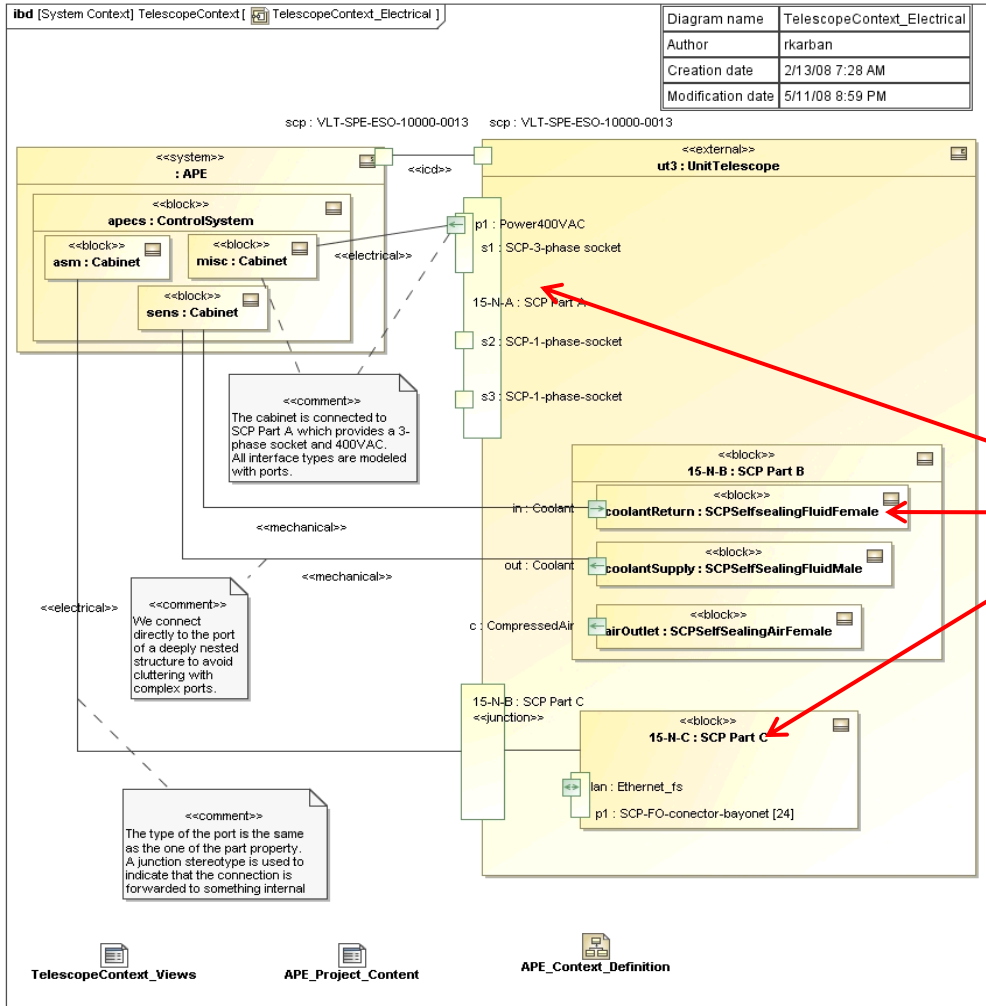 ibd [System Context] TelescopeContext [ TelescopeContext_Electrical ]
Diagram name TelescopeContext_Electrical
Author rkarban
Creation date 2/13/08 7:28 AM
Modification date 5/11/08 8:59 PM
scp : VLT-SPE-ESO-10000-0013
scp : VLT-SPE-ESO-10000-0013
<<system>>
: APE
<<icd>>
<<external>>
ut3 : UnitTelescope
<<block>>
apecs : ControlSystem
<<block>>
asm : Cabinet
<<block>>
misc : Cabinet
<<block>>
sens : Cabinet
<<electrical>>
p1 : Power400VAC
s1 : SCP-3-phase socket
15-N-A : SCP Part A
s2 : SCP-1-phase-socket
s3 : SCP-1-phase-socket
<<comment>>
The cabinet is connected to
SCP Part A which provides a 3-
phase socket and 400VAC.
All interface types are modeled
with ports.
<<block>>
15-N-B : SCP Part B
<<block>>
coolantReturn : SCPSelfsealingFluidFemale
in : Coolant
<<mechanical>>
<<block>>
coolantSupply : SCPSelfSealingFluidMale
out : Coolant
<<mechanical>>
<<block>>
airOutlet : SCPSelfSealingAirFemale
c : CompressedAir
<<electrical>>
<<comment>>
We connect
directly to the port
of a deeply nested
structure to avoid
cluttering with
complex ports.
15-N-B : SCP Part C
<<junction>>
<<block>>
15-N-C : SCP Part C
lan : Ethernet_fs
p1 : SCP-FO-conector-bayonet [24]
<<comment>>
The type of the port is the same
as the one of the part property.
A junction stereotype is used to
indicate that the connection is
forwarded to something internal
TelescopeContext_Views
APE_Project_Content
APE_Context_Definition